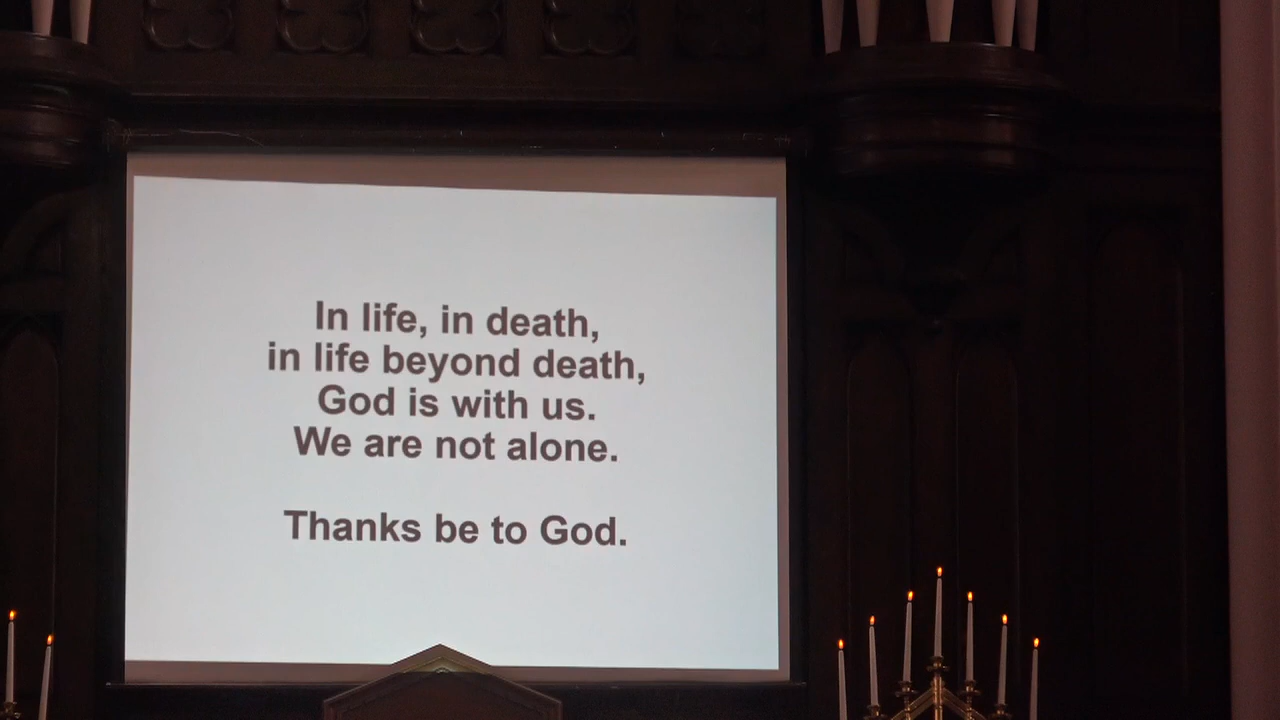 In life, in death,
in life beyond death,
God is with us.
We are not alone.
Thanks be to God.